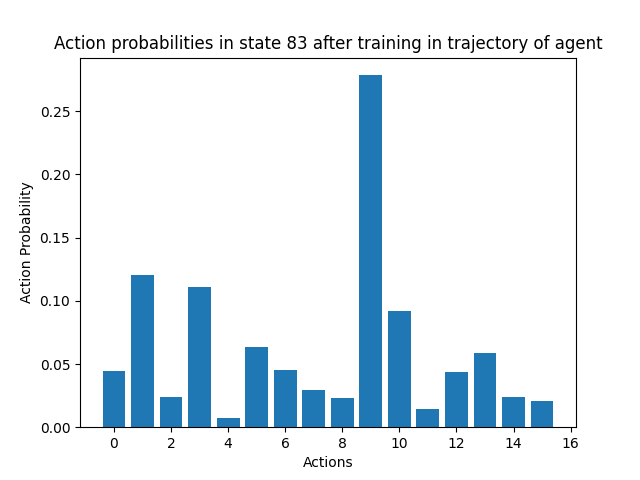 Action probabilities in state 83 after training in trajectory of agent
Action Probability
0.25
0.20
0.15
0.10
0.05
0.00
0 2 4 6 8 10 12 14 16
Actions